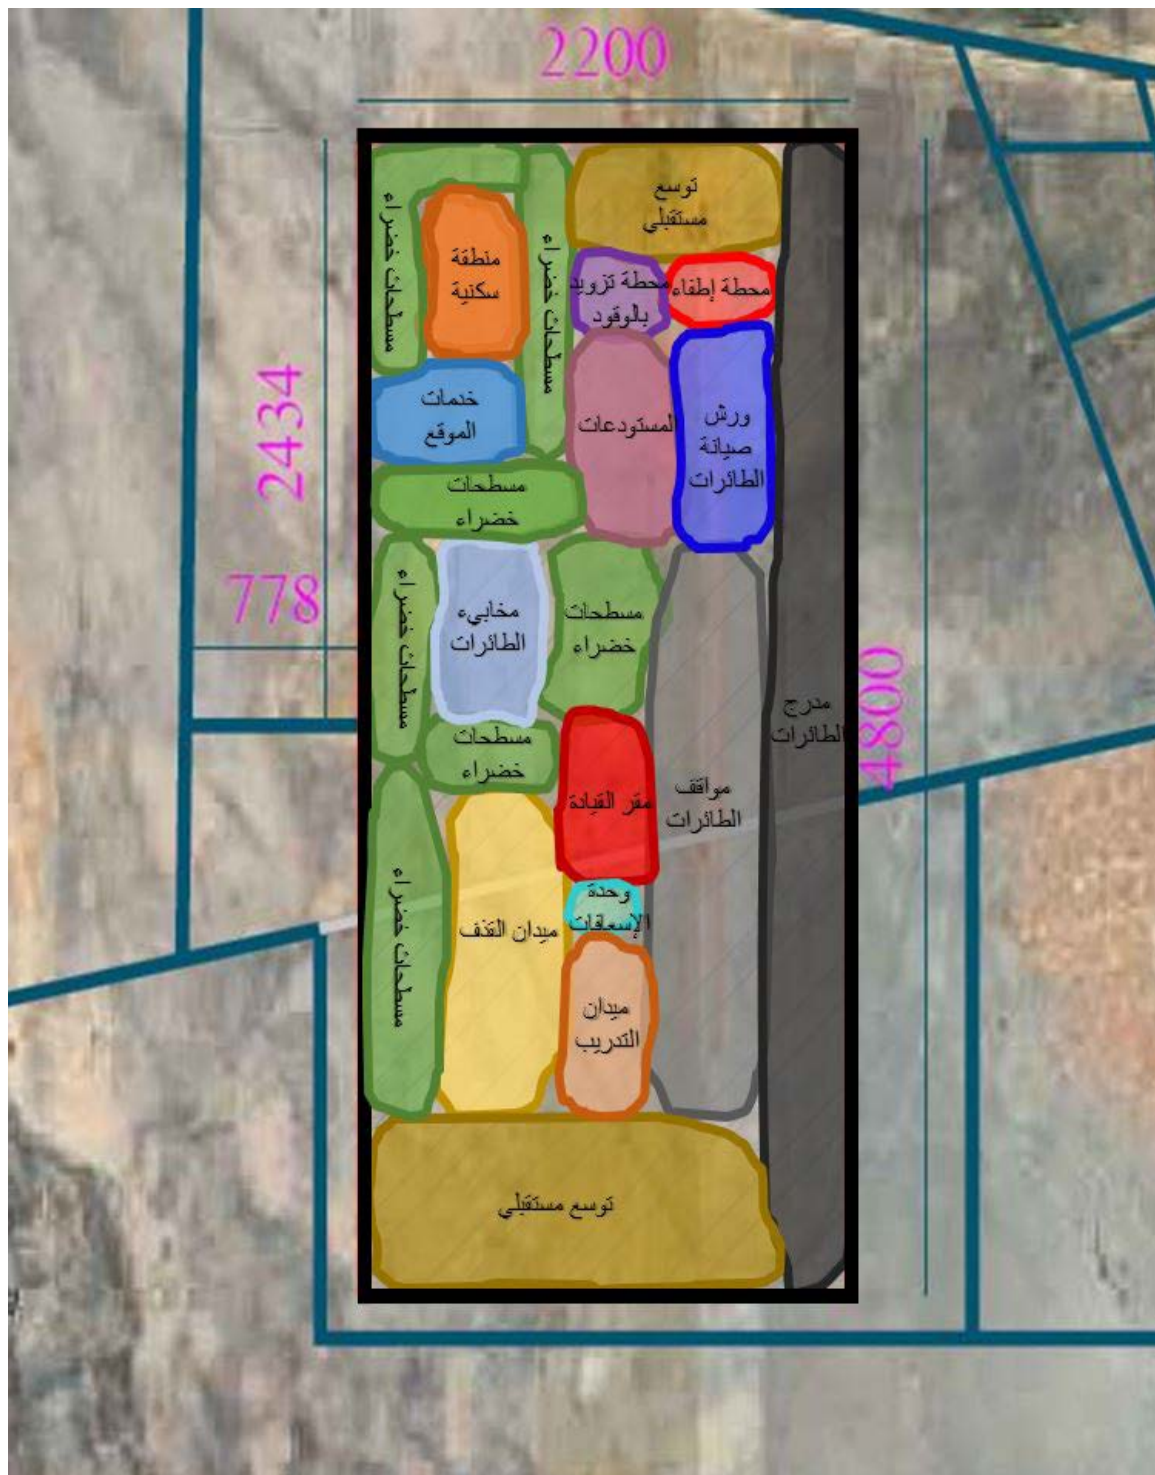 2200
توسع
مستقبلي
مسطحات خضراء
منطقة
سكنية
مسطحات خضراء
محطة إطفاء
محطة تزويد
بالوقود
خدمات
الموقع
المستودعات
ورش
صيانة
الطائرات
2434
مسطحات
خضراء
778
مسطحات خضراء
مخابيء
الطائرات
مسطحات
خضراء
4800
مدرج
الطائرات
مسطحات
خضراء
مقر القيادة
مواقف
الطائرات
مسطحات خضراء
ميدان القذف
وحدة
الإسعافات
ميدان
التدريب
توسع مستقبلي